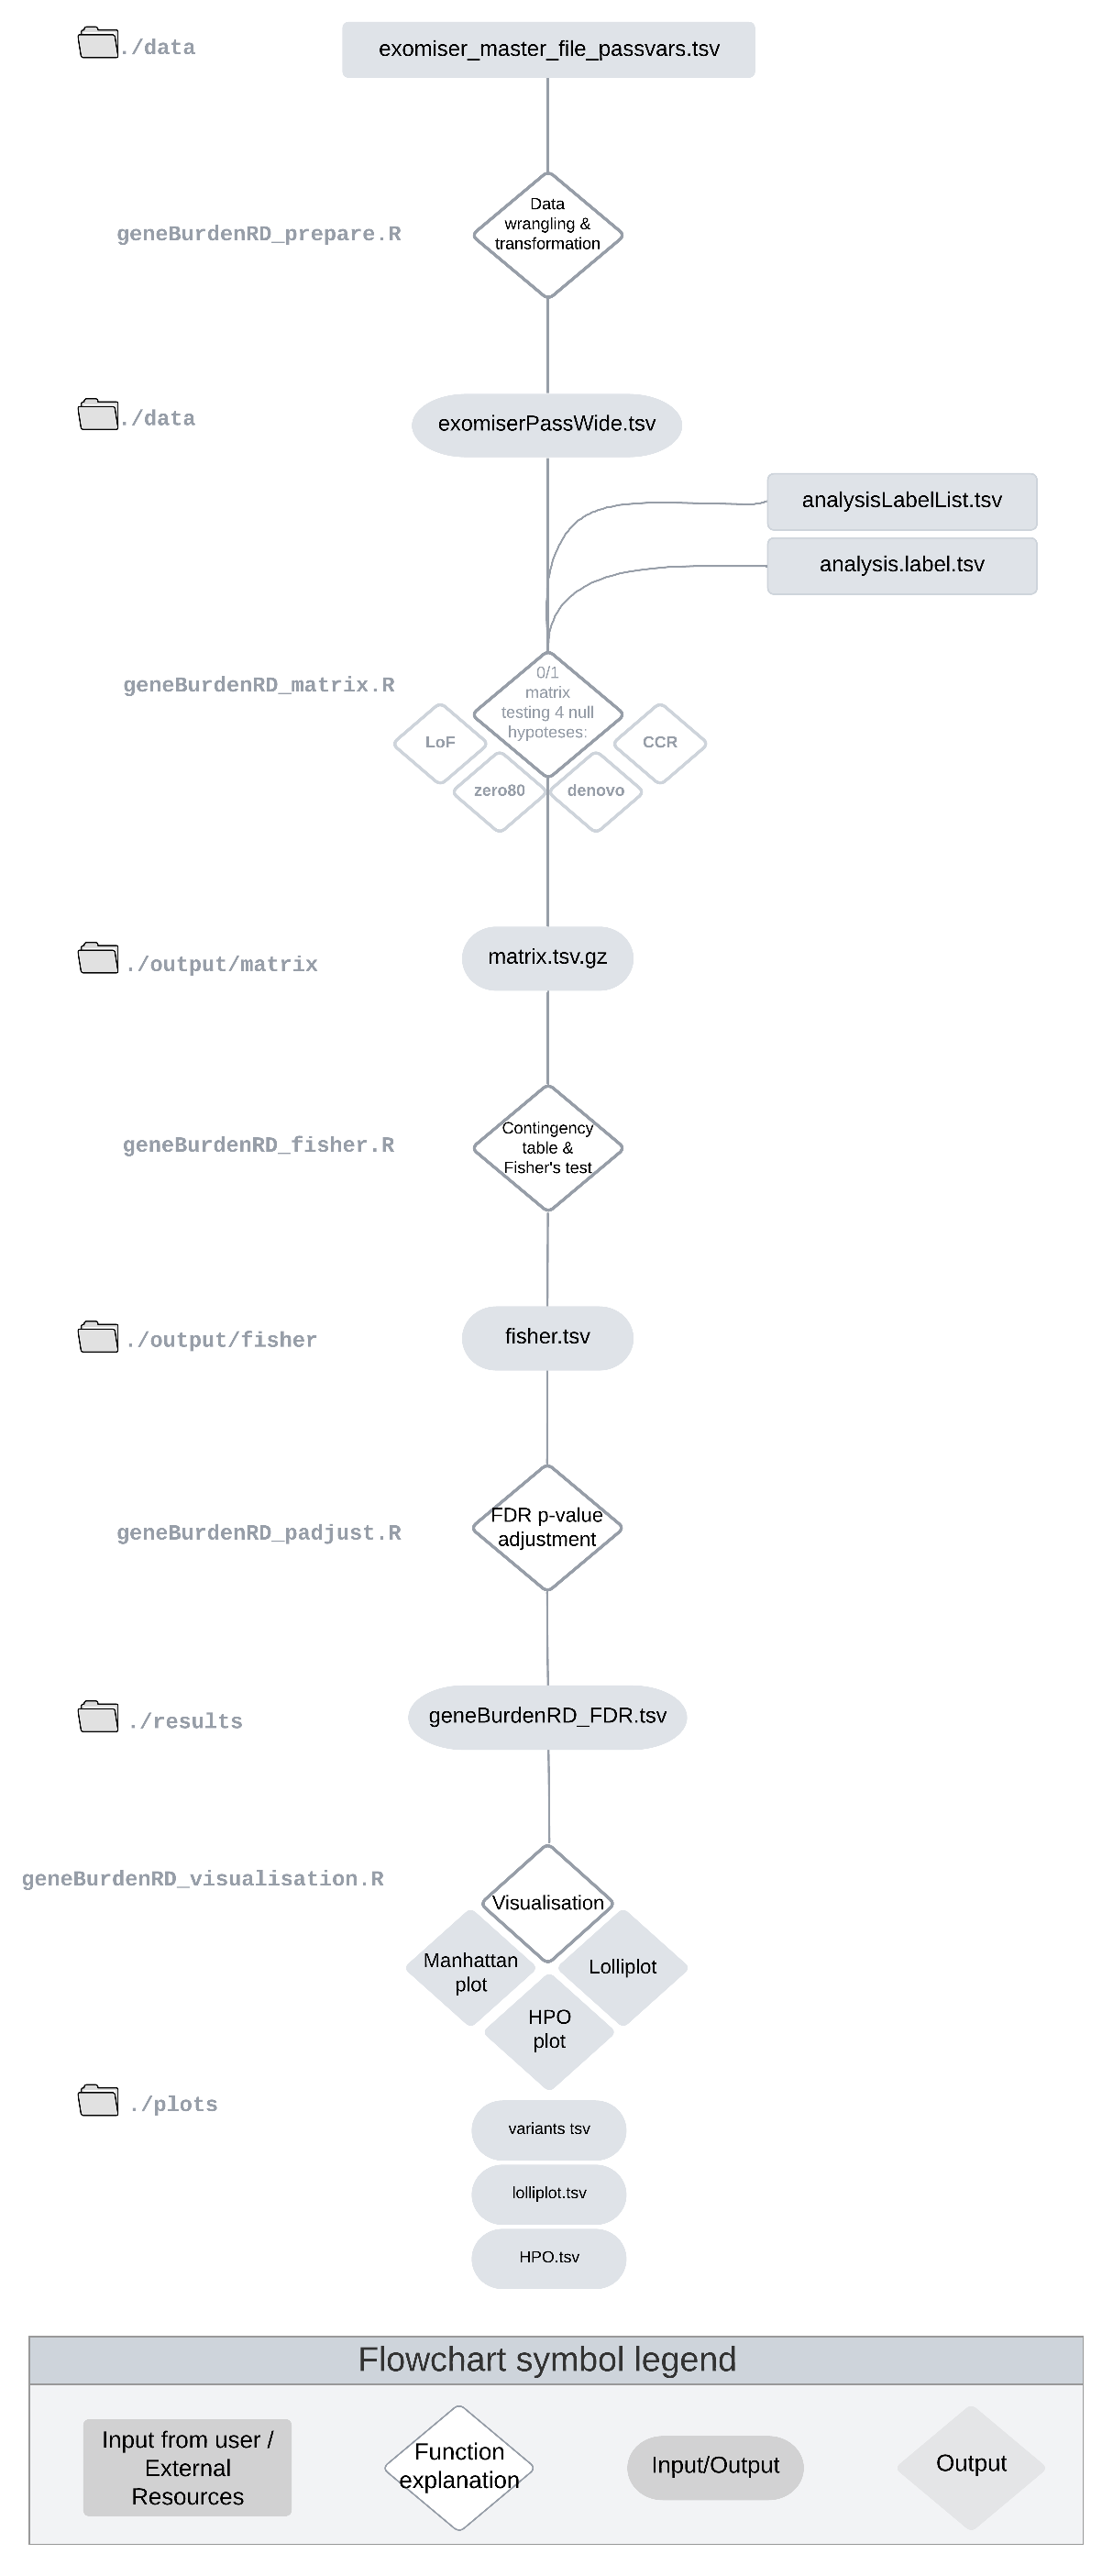 ./data
exomiser_master_file_passvars.tsv
geneBurdenRD_prepare.R
Data
wrangling &
transformation
./data
exomiserPassWide.tsv
analysisLabelList.tsv
analysis.label.tsv
geneBurdenRD_matrix.R
0/1
matrix
testing 4 null
hypoteses:
LoF
CCR
zero80
denovo
./output/matrix
matrix.tsv.gz
geneBurdenRD_fisher.R
Contingency
table &
Fisher's test
./output/fisher
fisher.tsv
geneBurdenRD_padjust.R
FDR p-value
adjustment
./results
geneBurdenRD_FDR.tsv
geneBurdenRD_visualisation.R
Visualisation
Manhattan
plot
Lolliplot
HPO
plot
./plots
variants tsv
lolliplot.tsv
HPO.tsv
Flowchart symbol legend
Input from user /
External
Resources
Function
explanation
Input/Output
Output